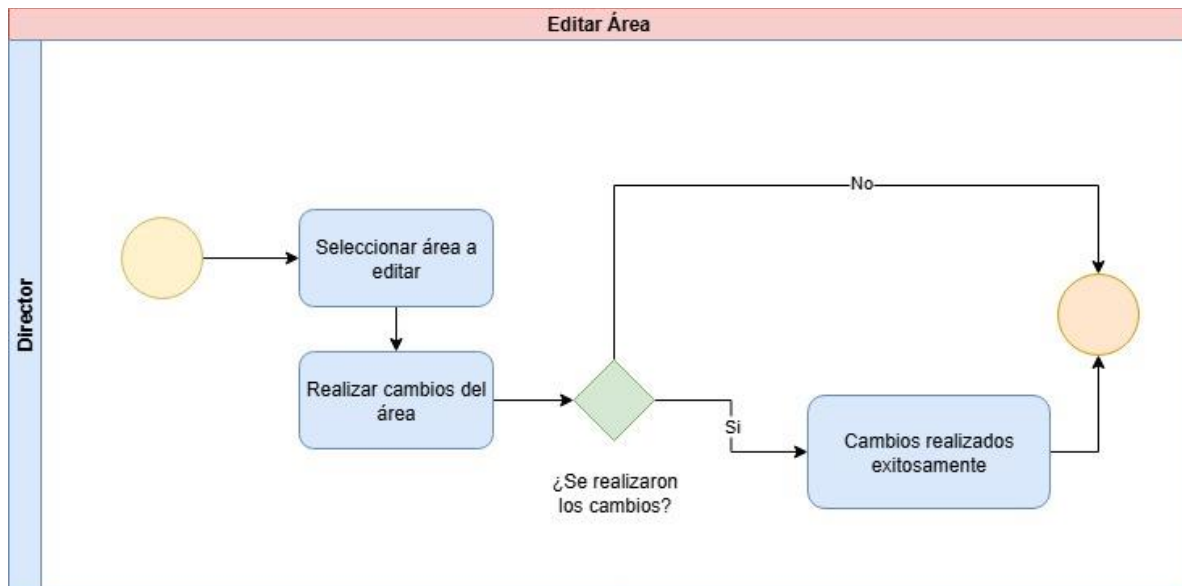 Editar Área
Director
Seleccionar área a
editar
Realizar cambios del
área
¿Se realizaron
los cambios?
No
Si
Cambios realizados
exitosamente